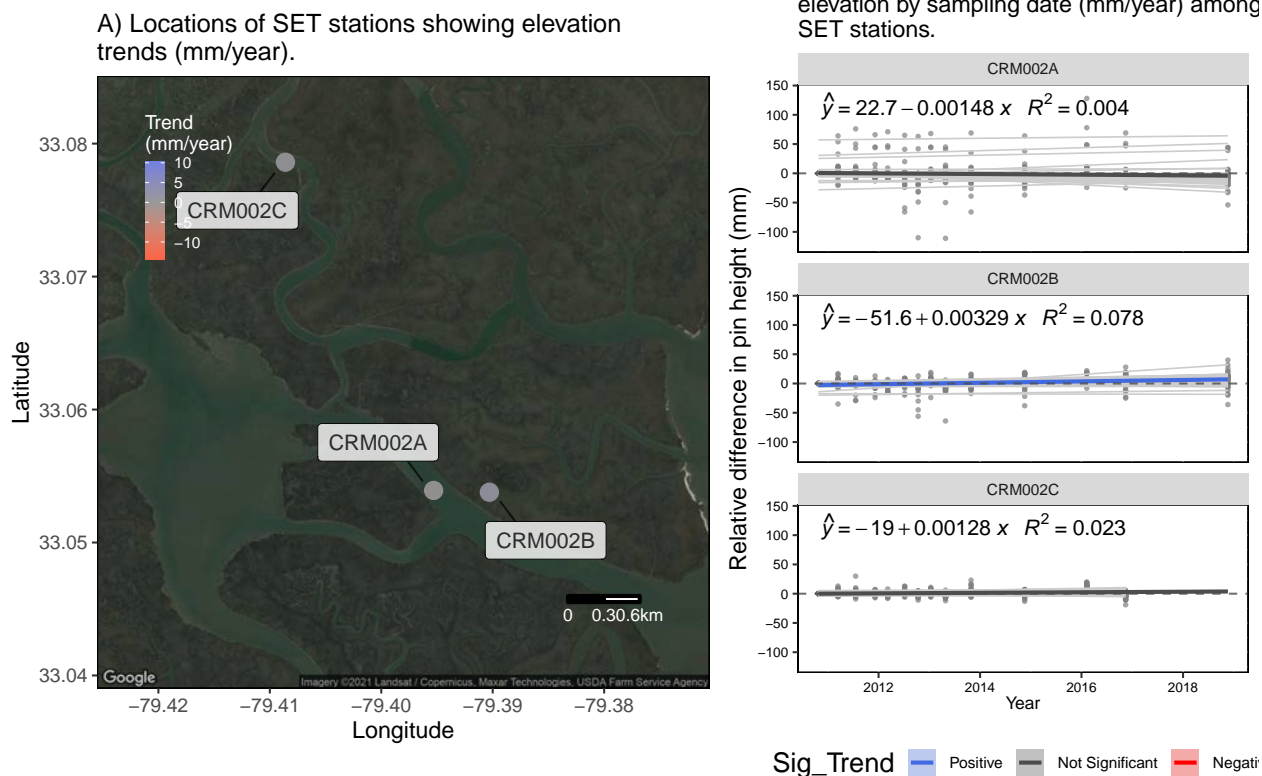 A) Locations of SET stations showing elevation
trends (mm/year).
Trend
(mm/year)
10
5
0
−5
−10
CRM002C
CRM002A
CRM002B
0 0.30.6km
Google
Imagery ©2021 Landsat / Copernicus, Maxar Technologies, USDA Farm Service Agency
33.08
33.07
33.06
33.05
33.04
Latitude
−79.42 −79.41 −79.40 −79.39 −79.38
Longitude
elevation by sampling date (mm/year) among
SET stations.
Relative difference in pin height (mm)
CRM002A
ŷ = 22.7 − 0.00148 x R² = 0.004
150
100
50
0
−50
−100
CRM002B
ŷ = −51.6 + 0.00329 x R² = 0.078
150
100
50
0
−50
−100
CRM002C
ŷ = −19 + 0.00128 x R² = 0.023
150
100
50
0
−50
−100
2012 2014 2016 2018
Year
Sig_Trend Positive Not Significant Negati